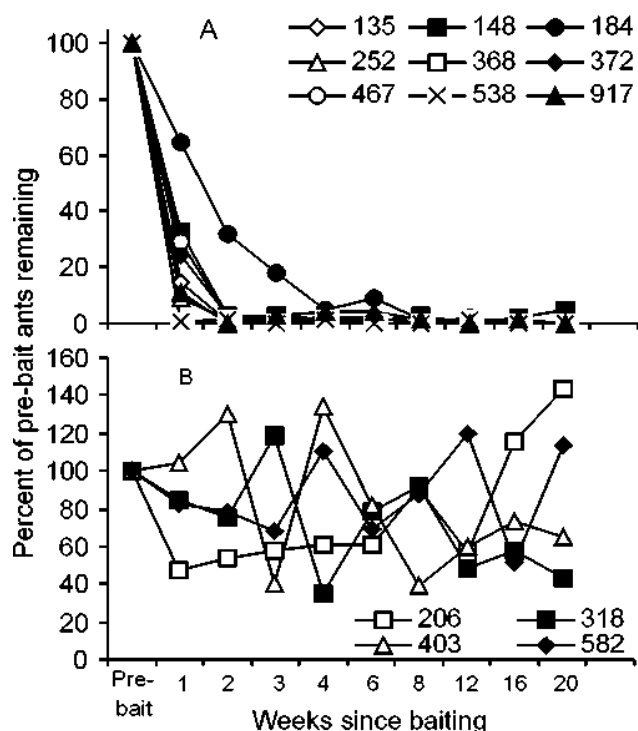 A
135 148 184
252 368 372
467 538 917
100
80
60
40
20
0
Percent of pre-bait ants remaining
B
160
140
120
100
80
60
40
20
0
206 318
403 582
Pre-bait 1 2 3 4 6 8 12 16 20
Weeks since baiting